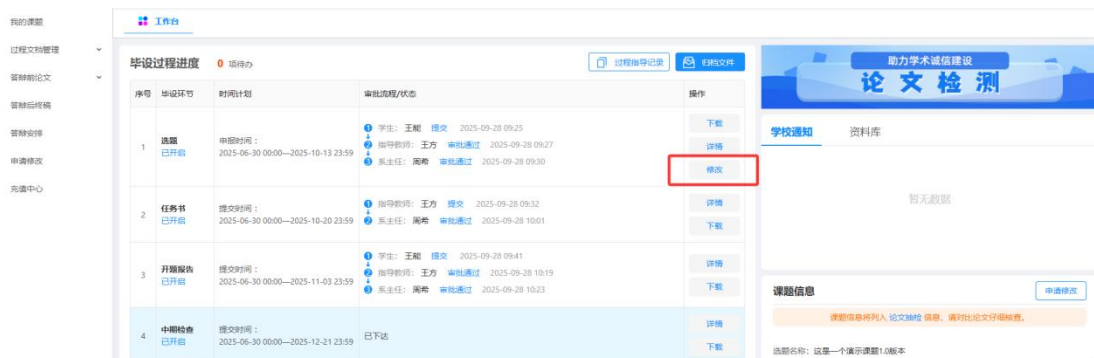 我的课题
过程文档管理
答辩前论文
答辩后终稿
答辩安排
申请修改
充值中心
工作台
毕设过程进度 0 项待办
过程指导记录 归档文件
序号 毕设环节 时间计划 审批流程/状态 操作
1 选题 已开启
申报时间：
2025-06-30 00:00—2025-10-13 23:59
1 学生：王能 提交 2025-09-28 09:25
2 指导教师：王方 审批通过 2025-09-28 09:27
3 系主任：周希 审批通过 2025-09-28 09:30
下载
详情
修改
2 任务书 已开启
提交时间：
2025-06-30 00:00—2025-10-20 23:59
1 指导教师：王方 提交 2025-09-28 09:32
2 系主任：周希 审批通过 2025-09-28 10:01
详情
下载
3 开题报告 已开启
提交时间：
2025-06-30 00:00—2025-11-03 23:59
1 学生：王能 提交 2025-09-28 09:41
2 指导教师：王方 审批通过 2025-09-28 10:19
3 系主任：周希 审批通过 2025-09-28 10:23
详情
下载
4 中期检查 已开启
提交时间：
2025-06-30 00:00—2025-12-21 23:59
已下达
详情
下载
助力学术诚信建设
论文检测
学校通知 资料库
暂无数据
课题信息 申请修改
课题信息将列入 论文抽检 信息，请对比论文仔细核查。
选题名称：这是一个演示课题1.0版本